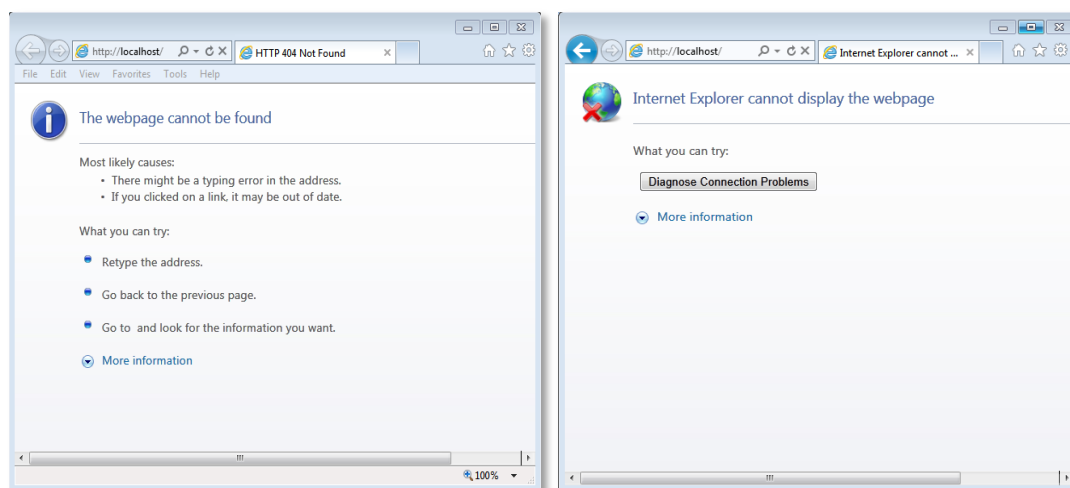 http://localhost/
HTTP 404 Not Found
File Edit View Favorites Tools Help
The webpage cannot be found
Most likely causes:
• There might be a typing error in the address.
• If you clicked on a link, it may be out of date.
What you can try:
Retype the address.
Go back to the previous page.
Go to  and look for the information you want.
More information
100%
http://localhost/
Internet Explorer cannot ...
Internet Explorer cannot display the webpage
What you can try:
Diagnose Connection Problems
More information